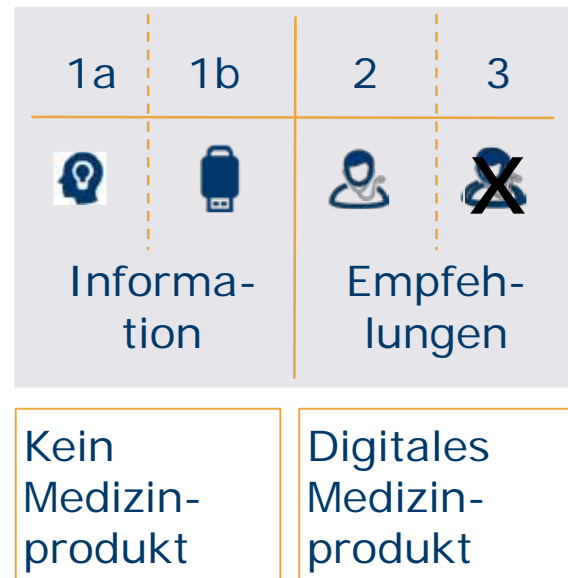 1a 1b 2 3
X
Informa-
tion
Empfeh-
lungen
Kein
Medizin-
produkt
Digitales
Medizin-
produkt